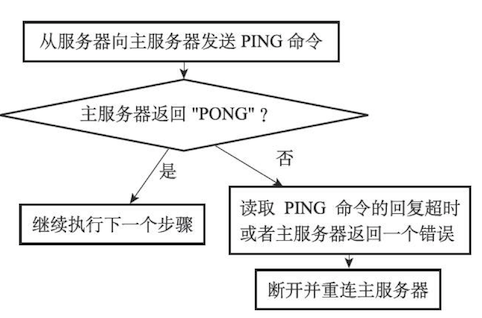 从服务器向主服务器发送 PING 命令
主服务器返回 "PONG" ?
是
否
继续执行下一个步骤
读取 PING 命令的回复超时
或者主服务器返回一个错误
断开并重连主服务器